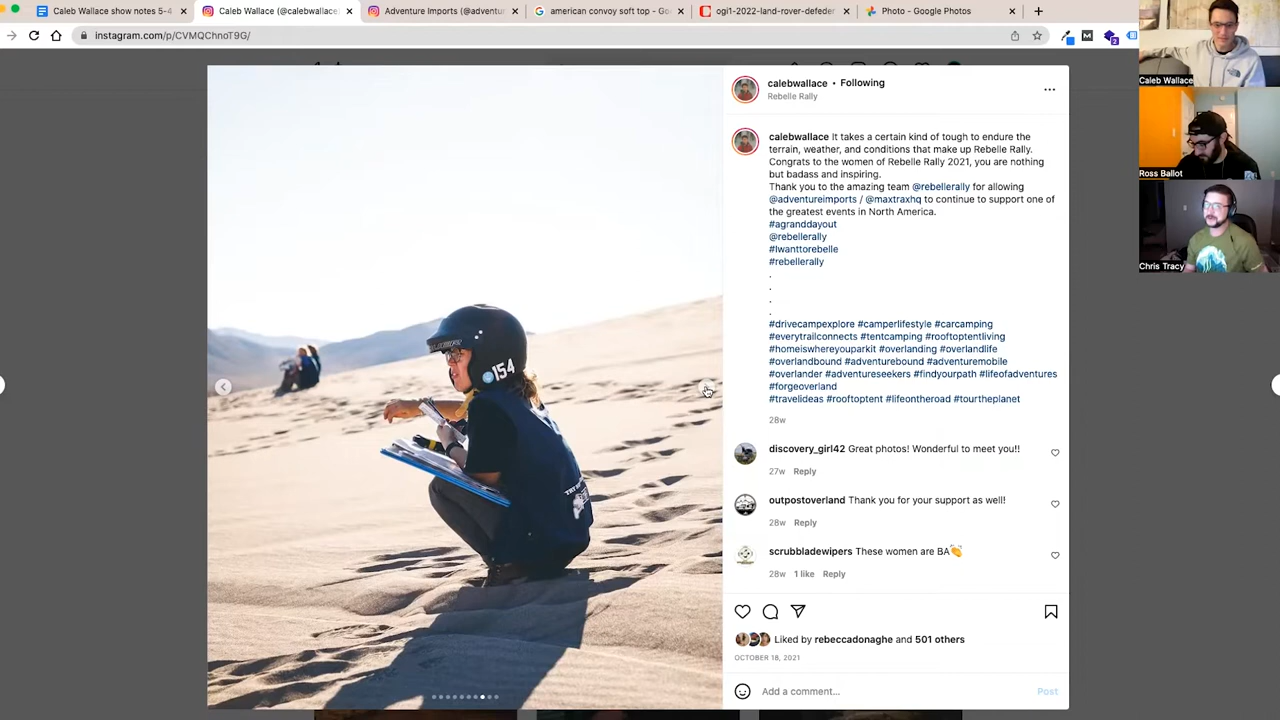 Caleb Wallace show notes 5-4
Caleb Wallace (@calebwallace)
Adventure Imports (@adventu
american convoy soft top - Goo
ogi1-2022-land-rover-defeder
Photo - Google Photos
instagram.com/p/CVMQChnoT9G/
Caleb Wallace
Ross Ballot
Chris Tracy
154
calebwallace • Following
Rebelle Rally
calebwallace It takes a certain kind of tough to endure the
terrain, weather, and conditions that make up Rebelle Rally.
Congrats to the women of Rebelle Rally 2021, you are nothing
but badass and inspiring.
Thank you to the amazing team @rebellerally for allowing
@adventureimports / @maxtraxhq to continue to support one of
the greatest events in North America.
#agranddayout
@rebellerally
#Iwanttorebelle
#rebellerally
.
.
.
.
#drivecampexplore #camperlifestyle #carcamping
#everytrailconnects #tentcamping #rooftoptentliving
#homeiswhereyouparkit #overlanding #overlandlife
#overlandbound #adventurebound #adventuremobile
#overlander #adventureseekers #findyourpath #lifeofadventures
#forgeoverland
#travelideas #rooftoptent #lifeontheroad #tourtheplanet
28w
discovery_girl42 Great photos! Wonderful to meet you!!
27w Reply
outpostoverland Thank you for your support as well!
28w Reply
scrubbladewipers These women are BA👏
28w 1 like Reply
Liked by rebeccadonaghe and 501 others
OCTOBER 18, 2021
Add a comment...
Post